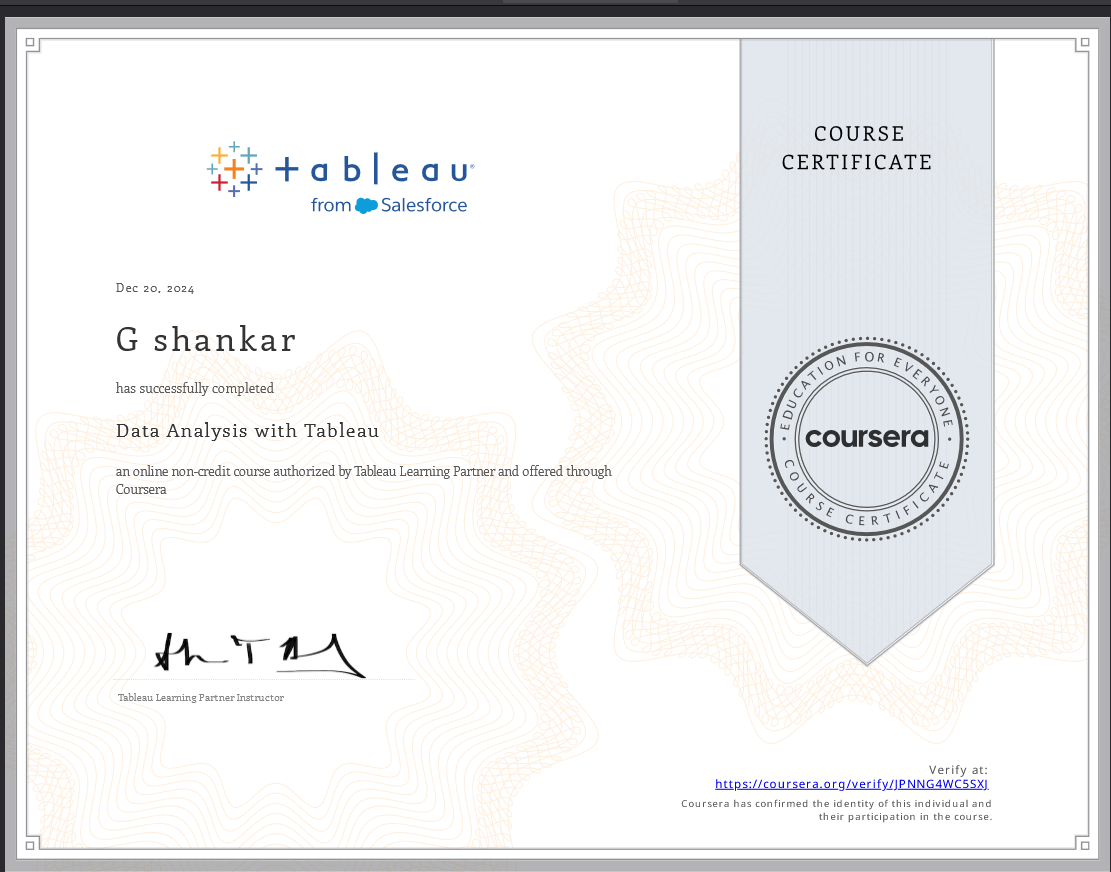 +ableau®
from Salesforce
COURSE
CERTIFICATE
Dec 20, 2024
G shankar
has successfully completed
Data Analysis with Tableau
an online non-credit course authorized by Tableau Learning Partner and offered through
Coursera
EDUCATION FOR EVERYONE
coursera
COURSE CERTIFICATE
Tableau Learning Partner Instructor
Verify at:
https://coursera.org/verify/JPNNG4WC5SXJ
Coursera has confirmed the identity of this individual and
their participation in the course.